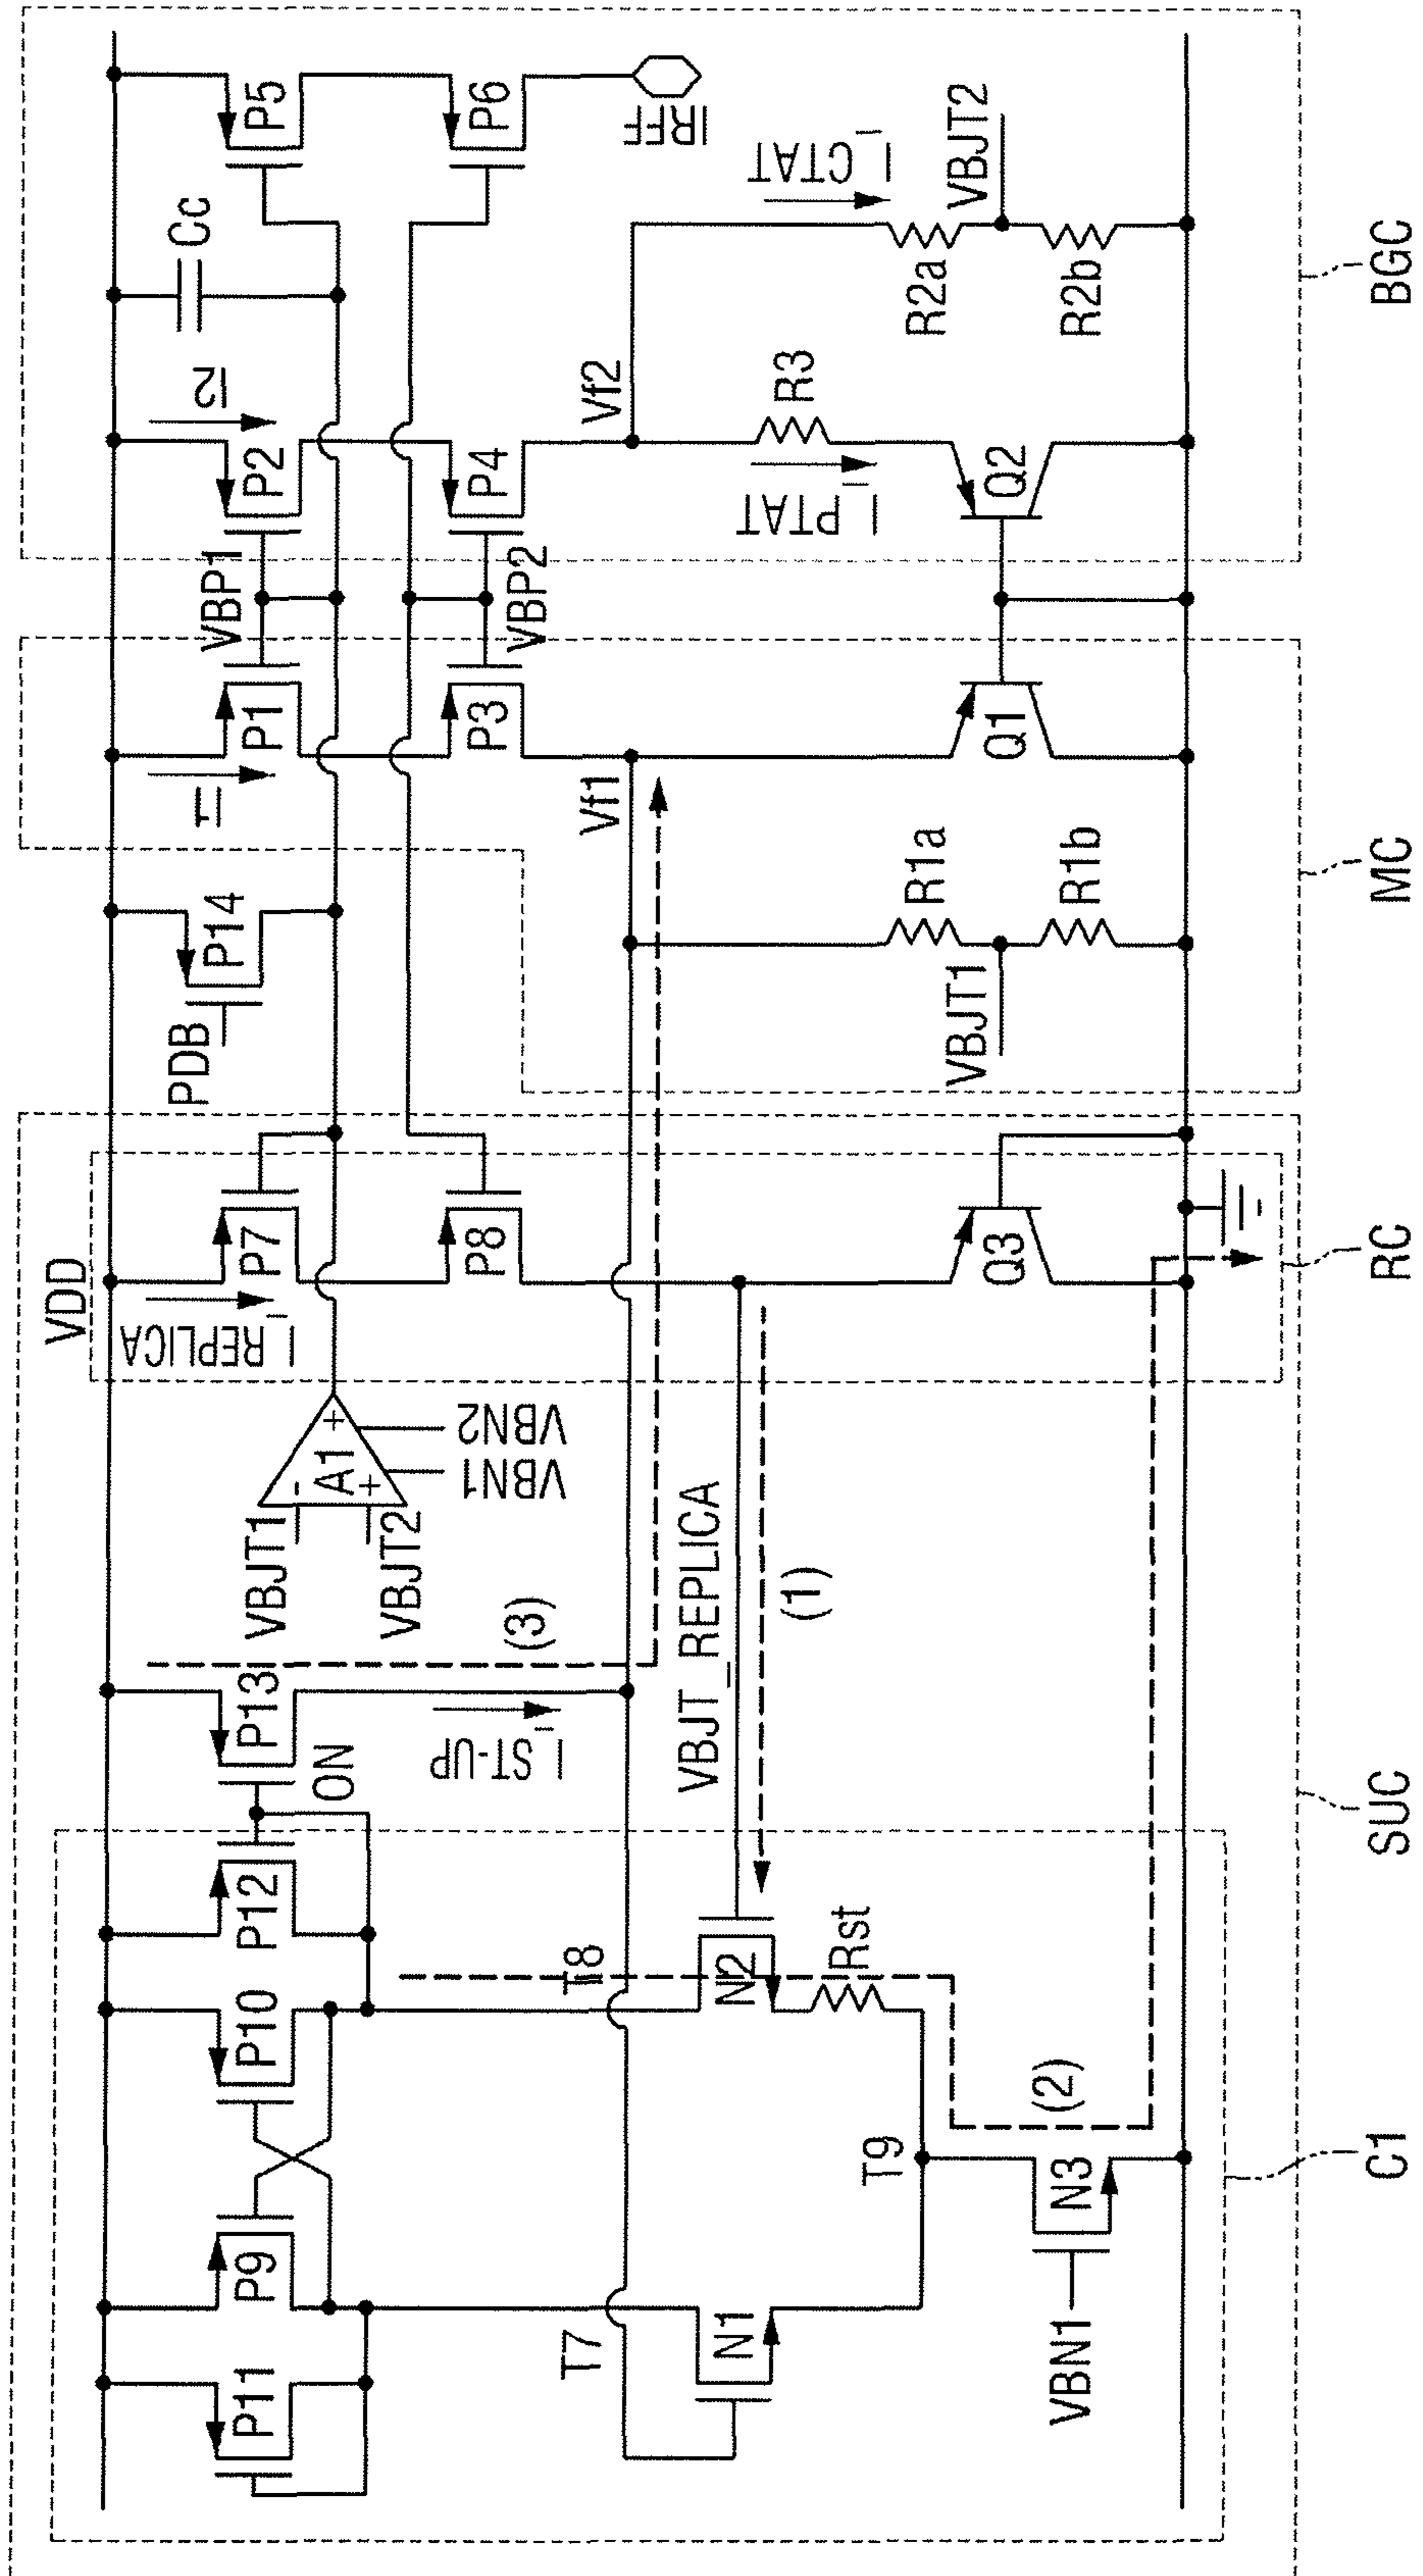 VDD
P11
P9
P10
P12
P13
ON
T7
T8
N1
N2
Rst
T9
N3
VBN1
(2)
(1)
(3)
I_ST-UP
VBJT_REPLICA
VBJT1
VBJT2
A1
-
+
+
VBN1
VBN2
I_REPLICA
P7
P8
Q3
PDB
P14
I1
P1
P3
VBP1
VBP2
Vf1
R1a
R1b
VBJT1
Q1
I2
P2
P4
Cc
Vf2
R3
I_PTAT
Q2
P5
P6
IREF
I_CTAT
R2a
R2b
VBJT2
C1
SUC
RC
MC
BGC